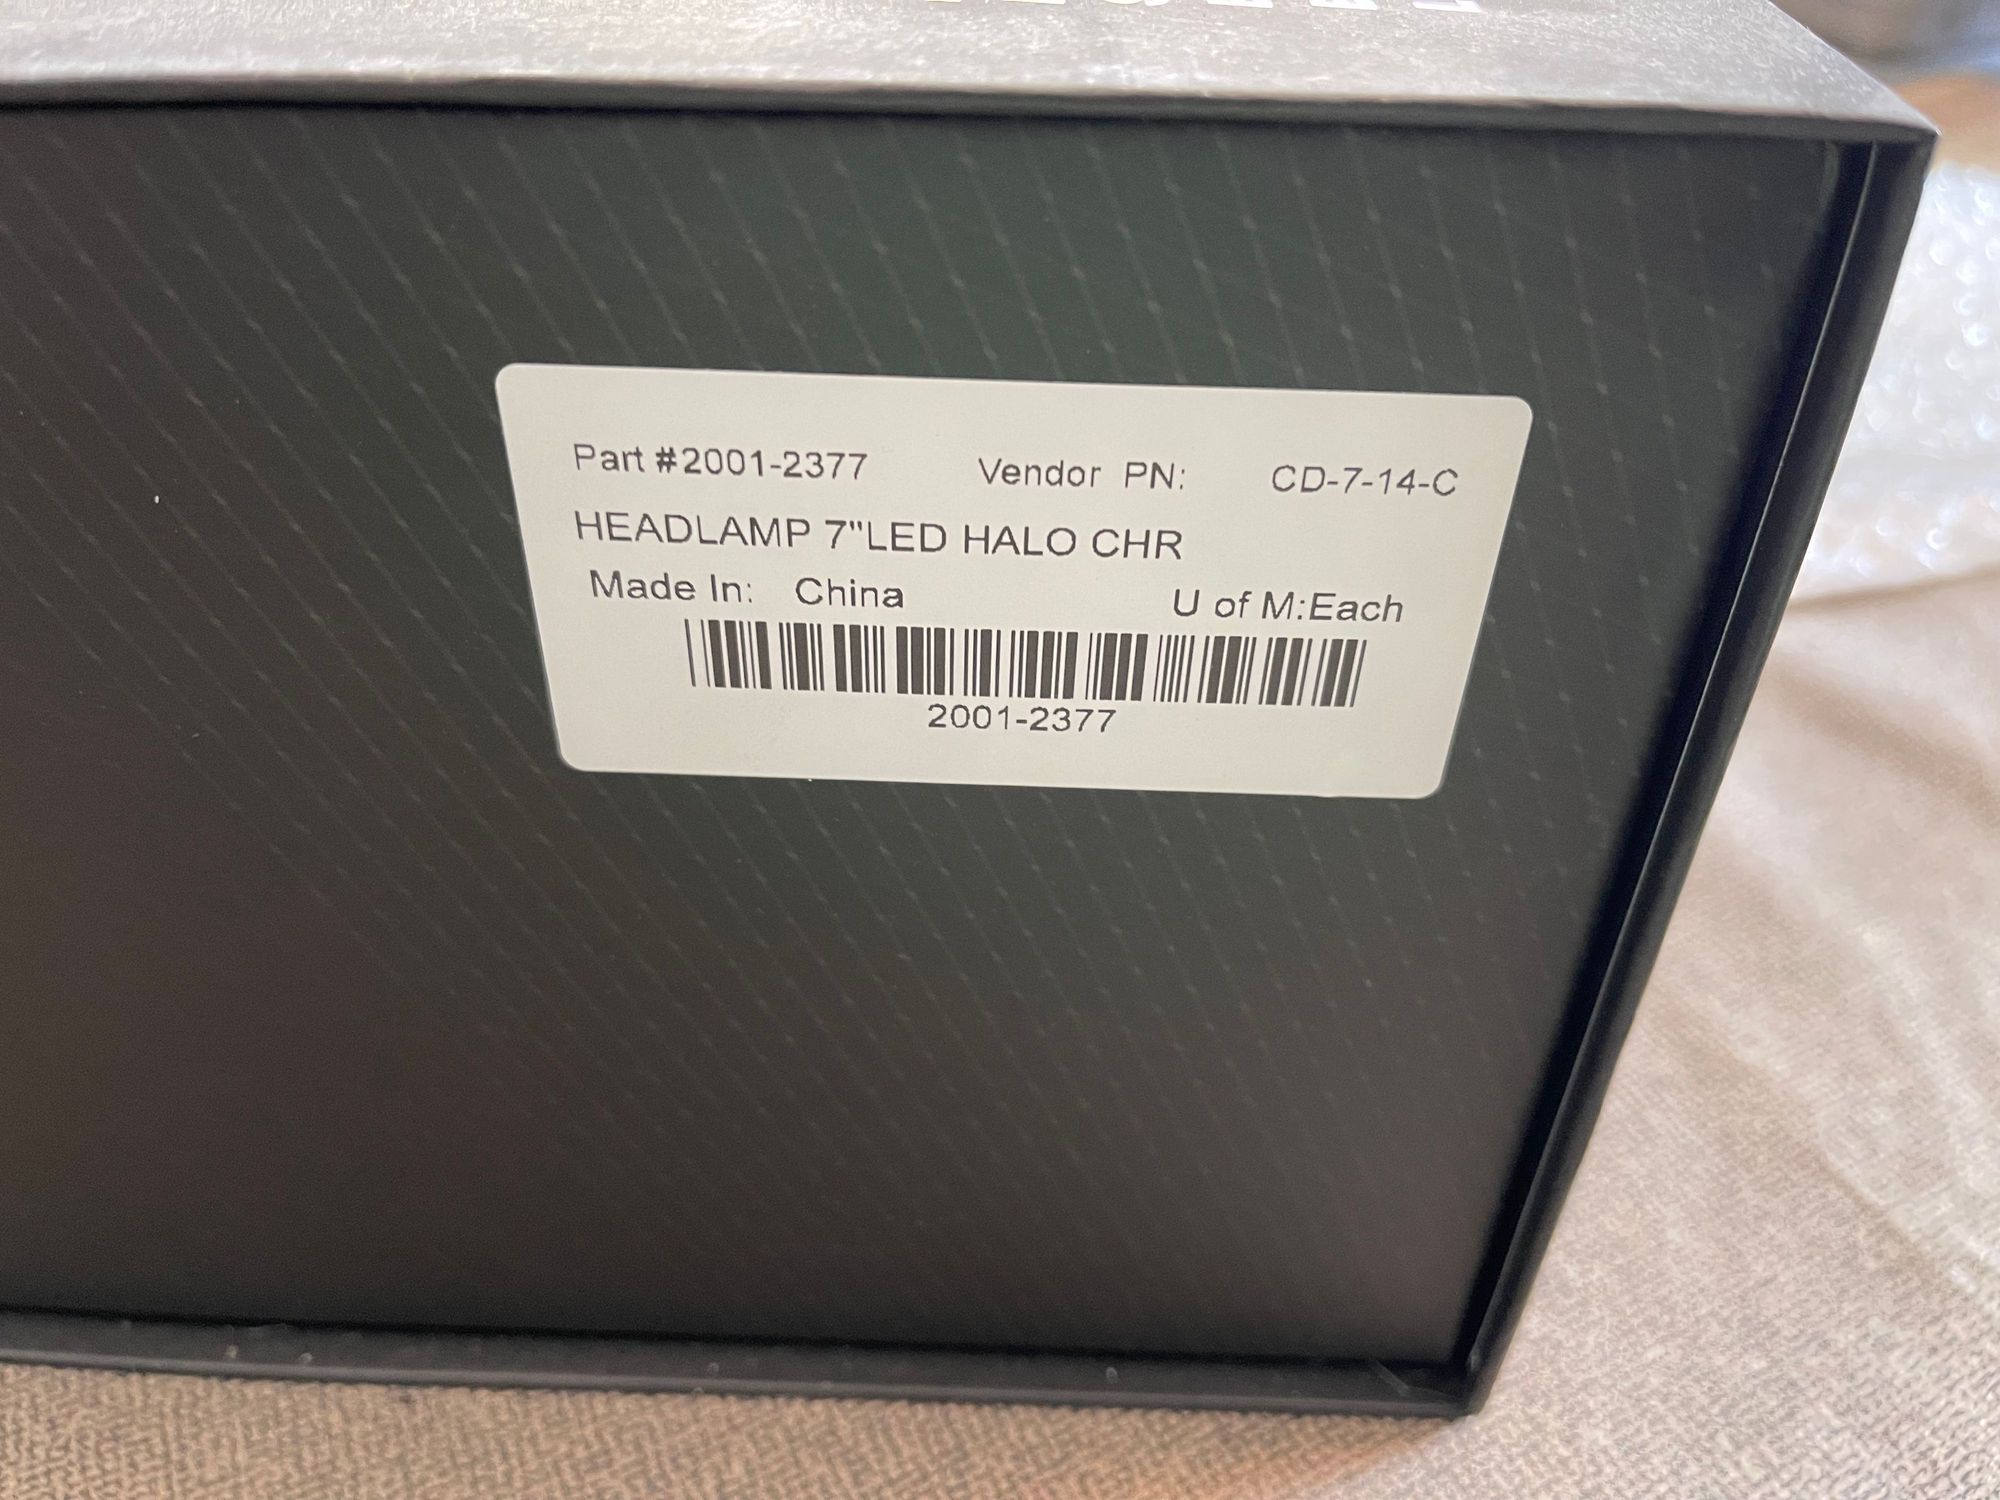 Part #2001-2377 Vendor PN: CD-7-14-C
HEADLAMP 7"LED HALO CHR
Made In: China U of M:Each
2001-2377